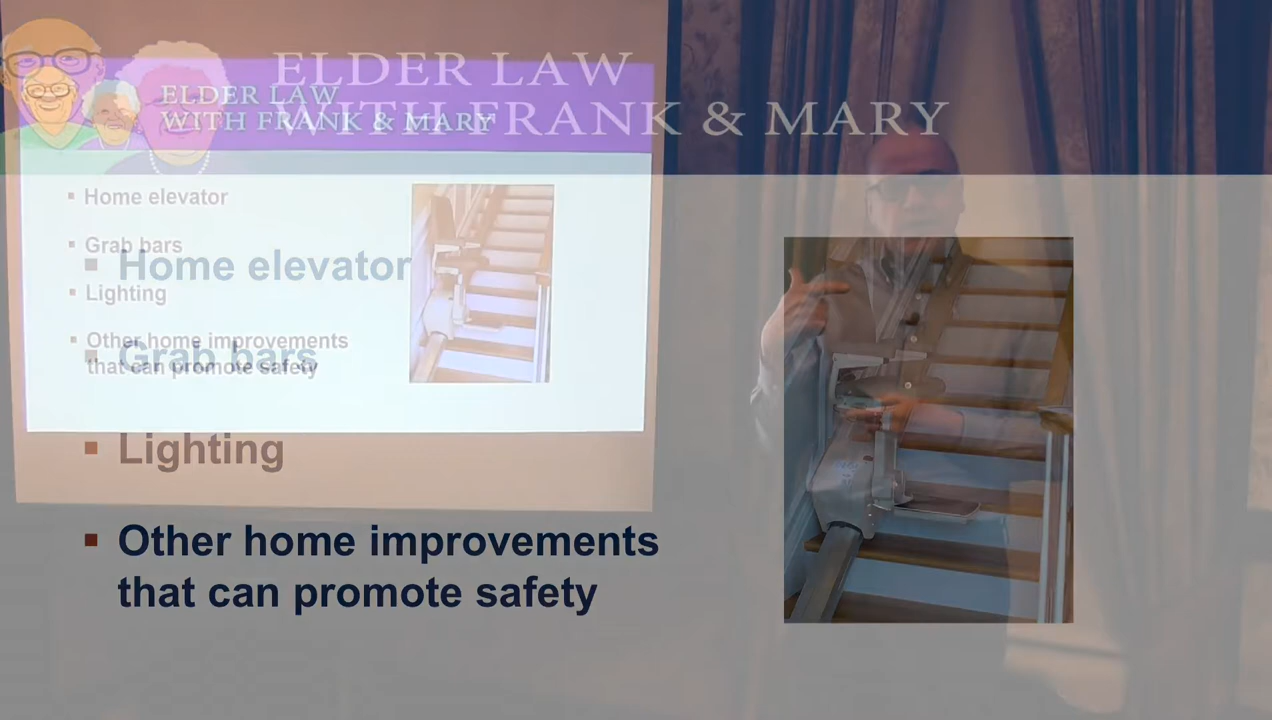 ELDER LAW
WITH FRANK & MARY
ELDER LAW
WITH FRANK & MARY
Home elevator
Grab bars
Lighting
Other home improvements
that can promote safety
Home elevator
Grab bars
Lighting
Other home improvements
that can promote safety